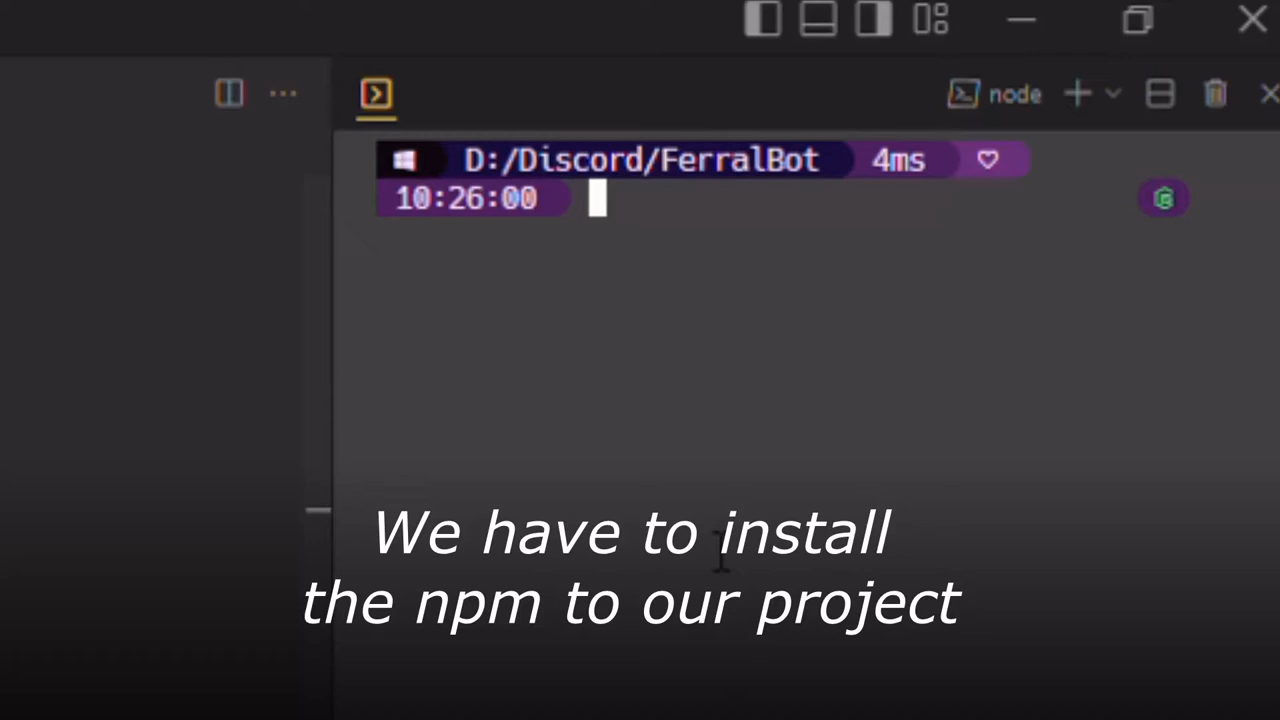 node
D:/Discord/FerralBot 4ms
10:26:00
We have to install
the npm to our project